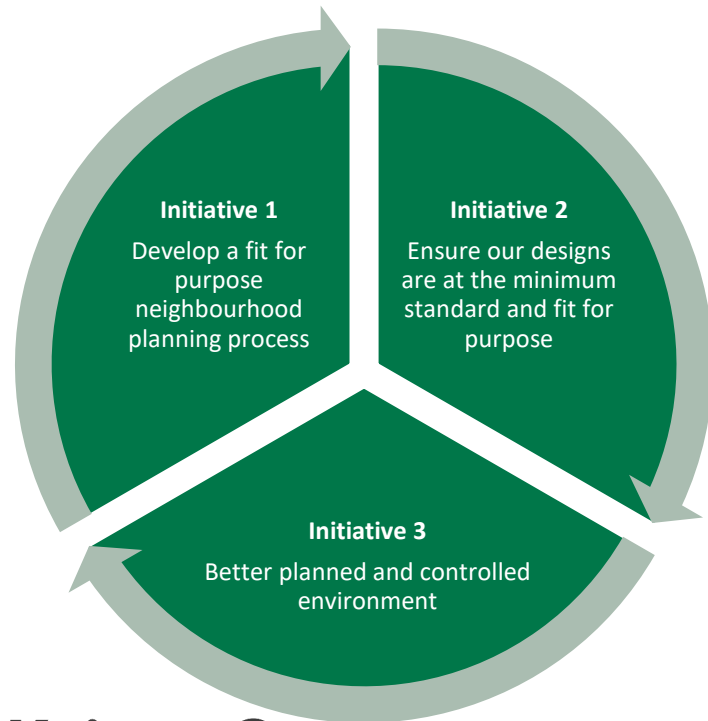 Initiative 1
Develop a fit for
purpose
neighbourhood
planning process
Initiative 2
Ensure our designs
are at the minimum
standard and fit for
purpose
Initiative 3
Better planned and controlled
environment